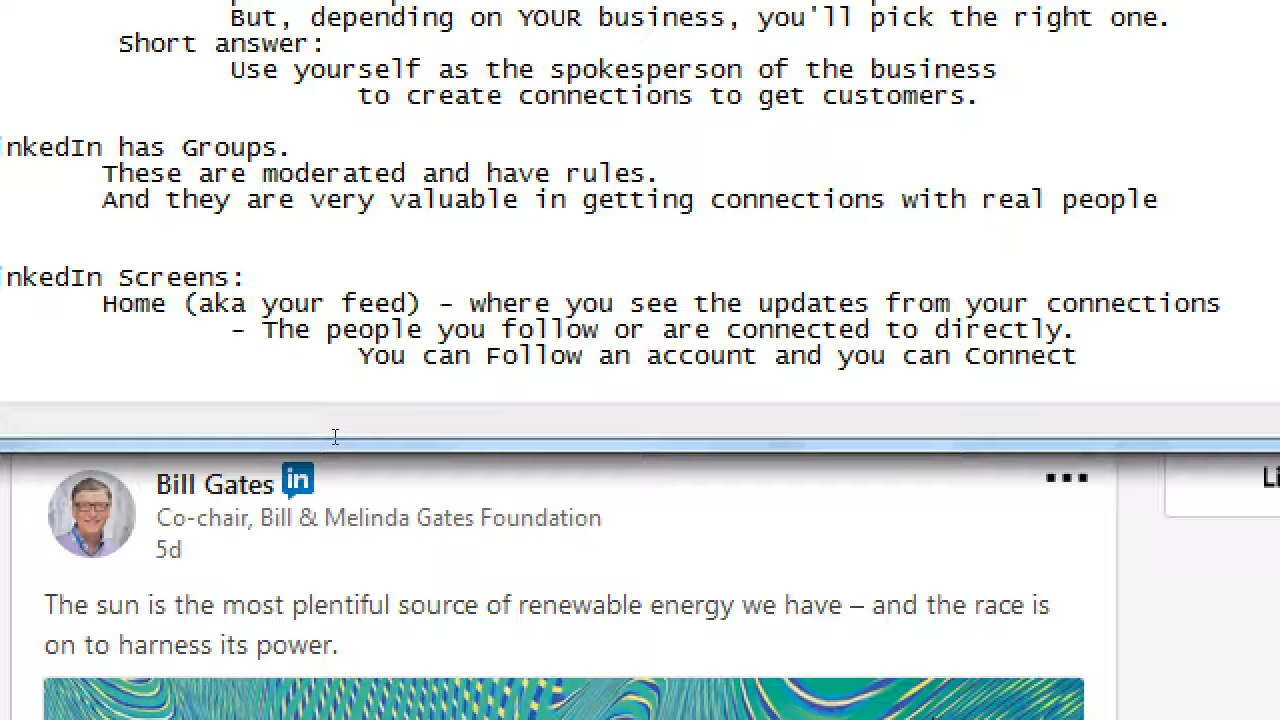 But, depending on YOUR business, you'll pick the right one.
Short answer:
Use yourself as the spokesperson of the business
to create connections to get customers.
inkedIn has Groups.
These are moderated and have rules.
And they are very valuable in getting connections with real people
inkedIn Screens:
Home (aka your feed) – where you see the updates from your connections
– The people you follow or are connected to directly.
You can Follow an account and you can Connect
Bill Gates in
Li
Co-chair, Bill & Melinda Gates Foundation
5d
The sun is the most plentiful source of renewable energy we have – and the race is
on to harness its power.